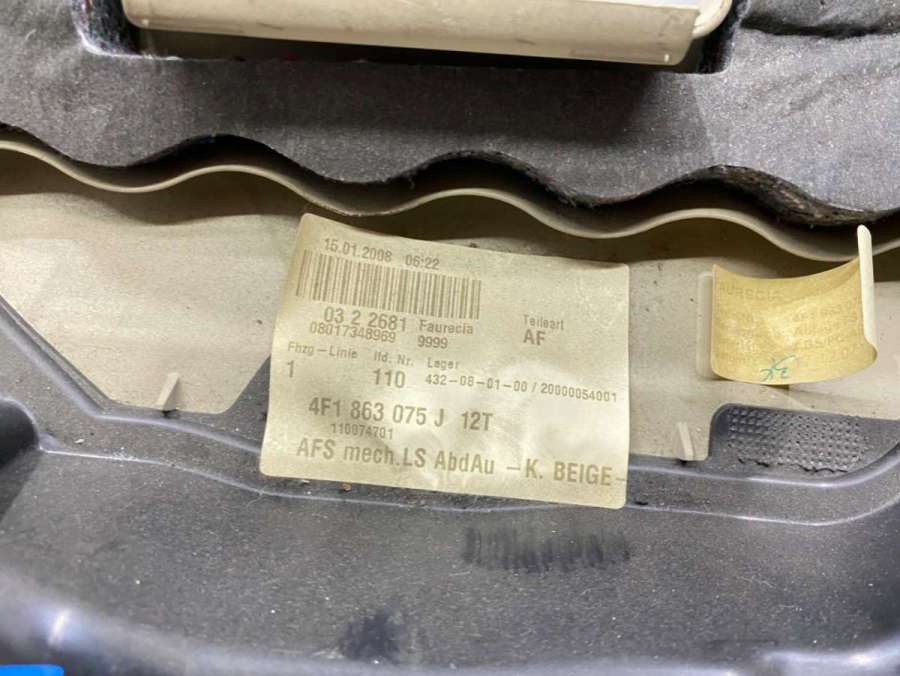 15.01.2008 06:22
03 2 2681 Faurecia
08017348969 9999
Teileart
AF
Fhzg-Linie lfd. Nr. Lager
1 110 432-08-01-00 / 20000054001
4F1 863 075 J 12T
110074701
AFS mech.LS AbdAu -K. BEIGE-
AURECIA